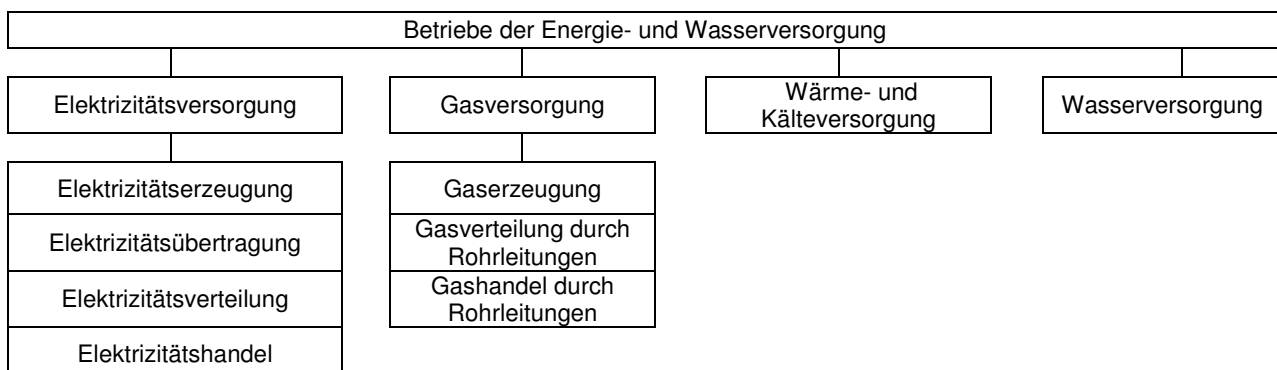 Betriebe der Energie- und Wasserversorgung
Elektrizitätsversorgung
Gasversorgung
Wärme- und
Kälteversorgung
Wasserversorgung
Elektrizitätserzeugung
Elektrizitätsübertragung
Elektrizitätsverteilung
Elektrizitätshandel
Gaserzeugung
Gasverteilung durch
Rohrleitungen
Gashandel durch
Rohrleitungen